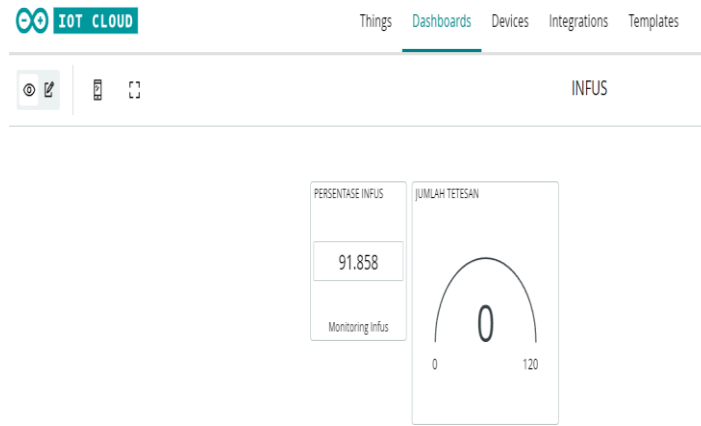 IOT CLOUD
Things Dashboards Devices Integrations Templates
INFUS
PERSENTASE INFUS
91.858
Monitoring Infus
JUMLAH TETESAN
0
0 120